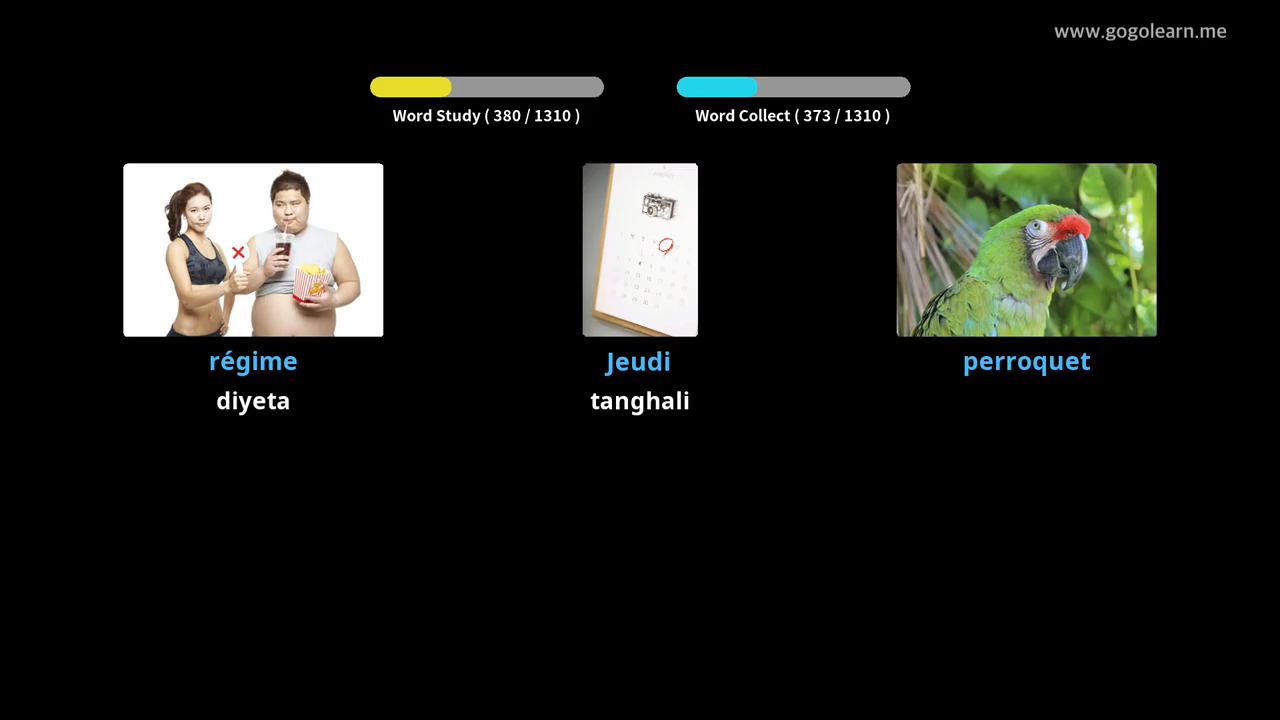 www.gogolearn.me
Word Study ( 380 / 1310 )
Word Collect ( 373 / 1310 )
régime
Jeudi
perroquet
diyeta
tanghali